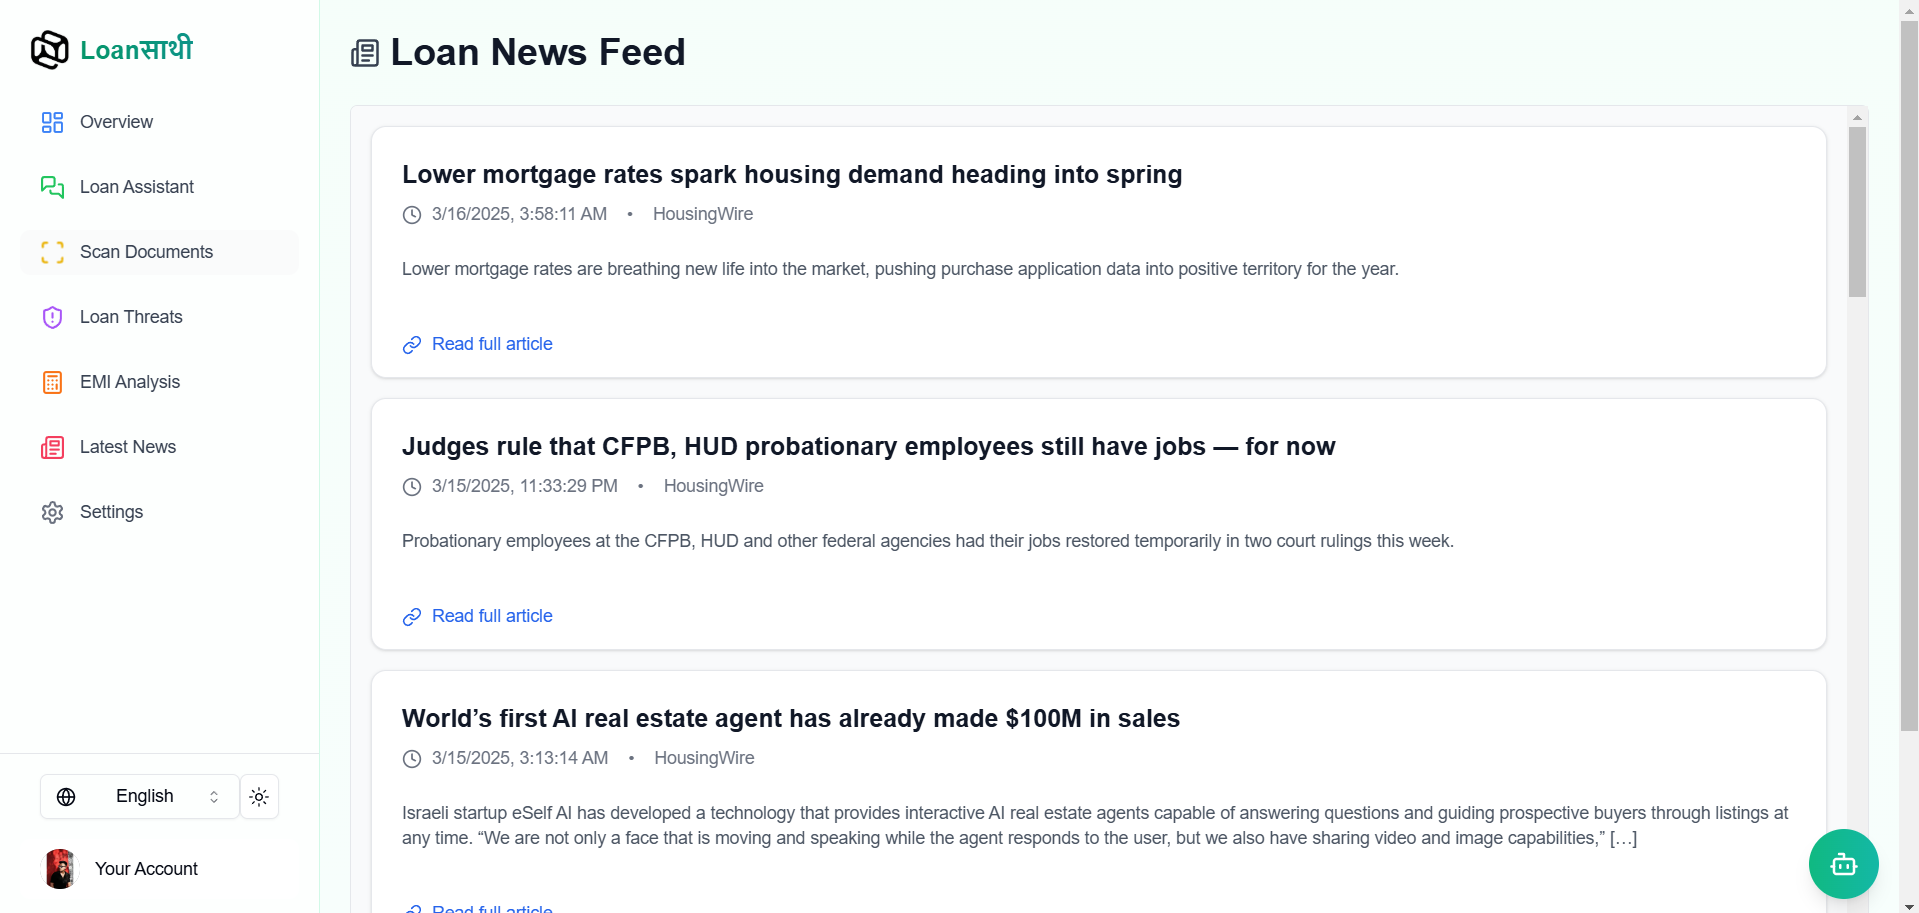 Loanसाथी
Overview
Loan Assistant
Scan Documents
Loan Threats
EMI Analysis
Latest News
Settings
English
Your Account
Loan News Feed
Lower mortgage rates spark housing demand heading into spring
3/16/2025, 3:58:11 AM • HousingWire
Lower mortgage rates are breathing new life into the market, pushing purchase application data into positive territory for the year.
Read full article
Judges rule that CFPB, HUD probationary employees still have jobs — for now
3/15/2025, 11:33:29 PM • HousingWire
Probationary employees at the CFPB, HUD and other federal agencies had their jobs restored temporarily in two court rulings this week.
Read full article
World’s first AI real estate agent has already made $100M in sales
3/15/2025, 3:13:14 AM • HousingWire
Israeli startup eSelf AI has developed a technology that provides interactive AI real estate agents capable of answering questions and guiding prospective buyers through listings at
any time. “We are not only a face that is moving and speaking while the agent responds to the user, but we also have sharing video and image capabilities,” […]
Read full article